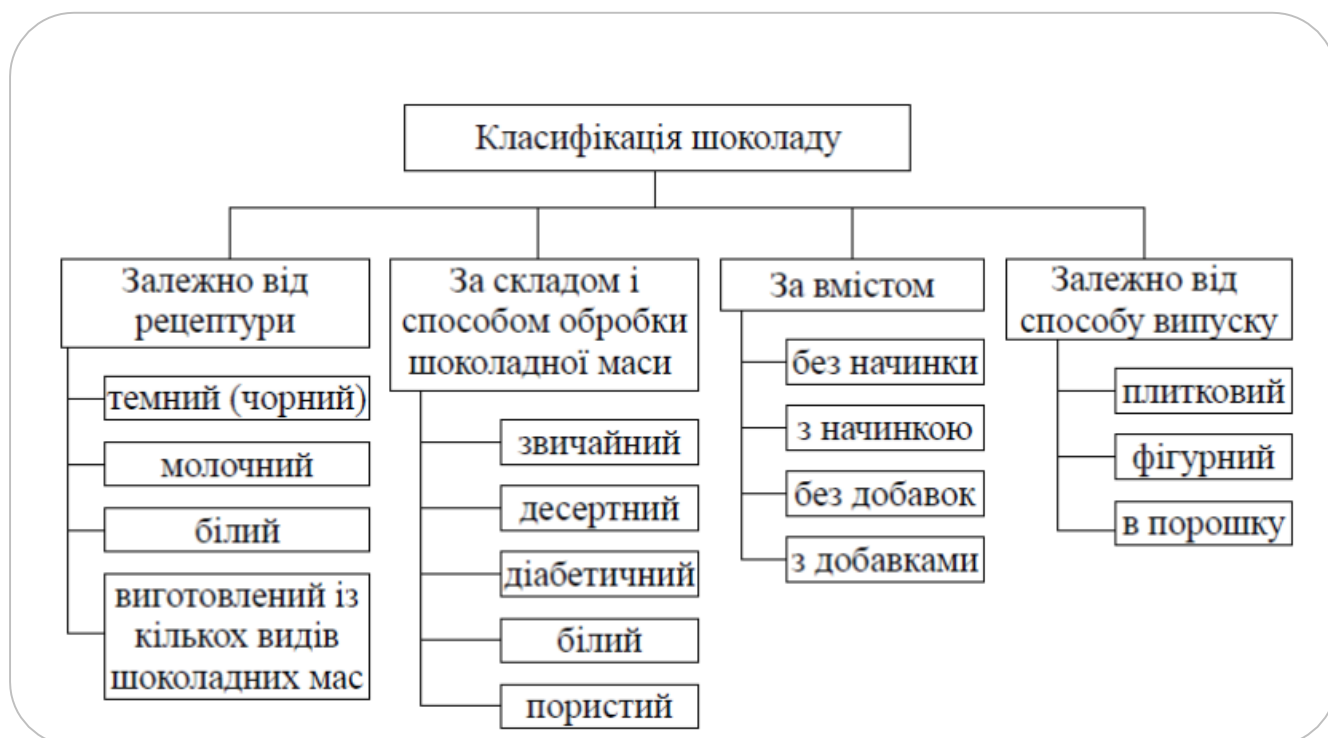 Класифікація шоколаду
Залежно від
рецептури
темний (чорний)
молочний
білий
виготовлений із
кількох видів
шоколадних мас
За складом і
способом обробки
шоколадної маси
звичайний
десертний
діабетичний
білий
пористий
За вмістом
без начинки
з начинкою
без добавок
з добавками
Залежно від
способу випуску
плитковий
фігурний
в порошку